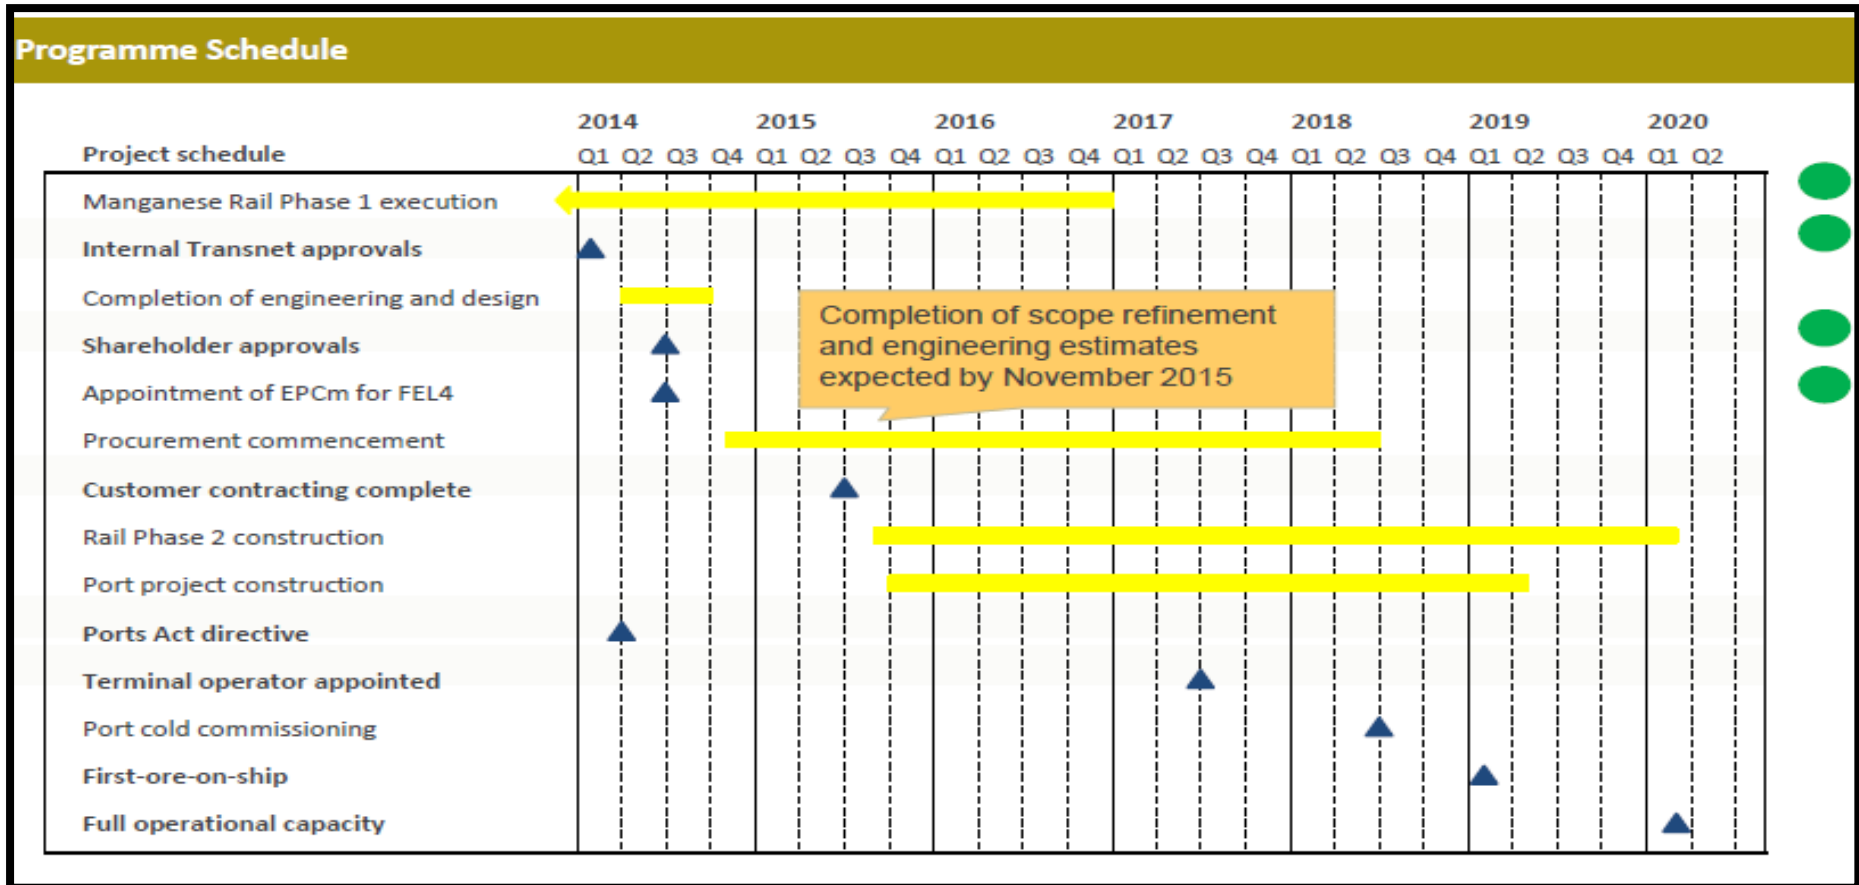 Programme Schedule
2014 2015 2016 2017 2018 2019 2020
Project schedule Q1 Q2 Q3 Q4 Q1 Q2 Q3 Q4 Q1 Q2 Q3 Q4 Q1 Q2 Q3 Q4 Q1 Q2 Q3 Q4 Q1 Q2 Q3 Q4 Q1 Q2
Manganese Rail Phase 1 execution
Internal Transnet approvals
Completion of engineering and design
Completion of scope refinement
and engineering estimates
expected by November 2015
Shareholder approvals
Appointment of EPCm for FEL4
Procurement commencement
Customer contracting complete
Rail Phase 2 construction
Port project construction
Ports Act directive
Terminal operator appointed
Port cold commissioning
First-ore-on-ship
Full operational capacity